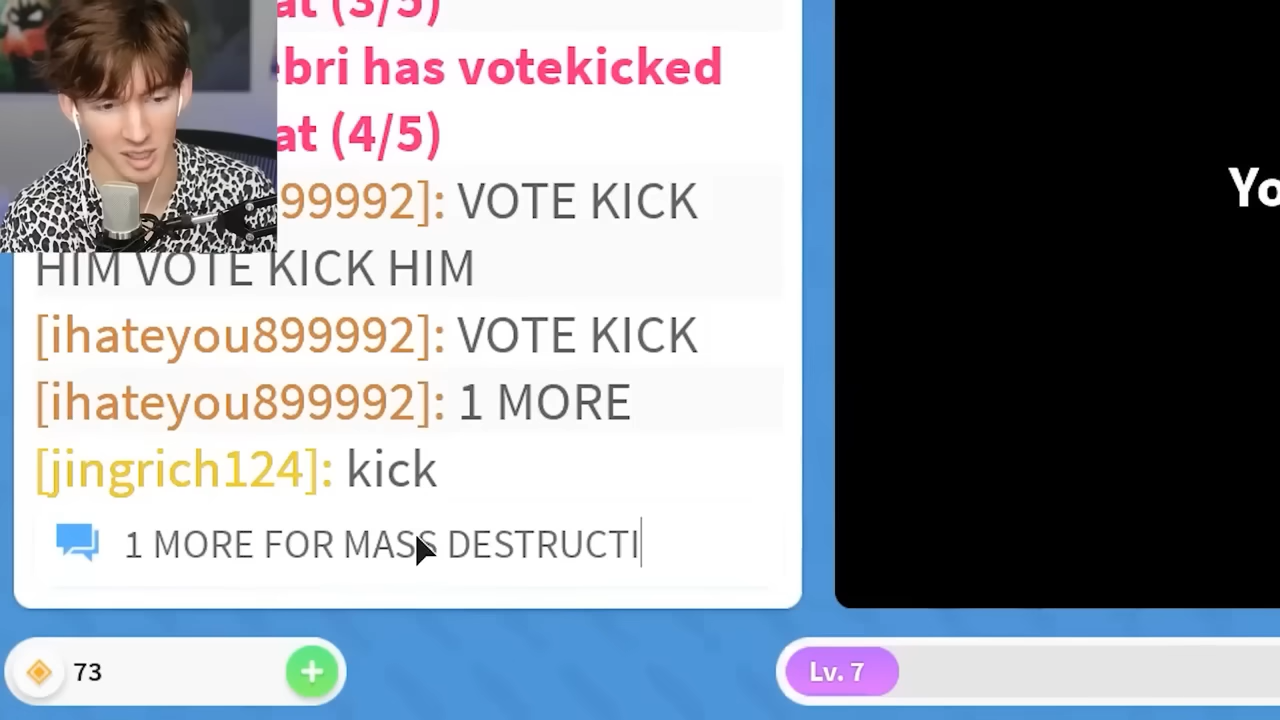 at (3/5)
bri has votekicked
at (4/5)
99992]: VOTE KICK
HIM VOTE KICK HIM
[ihateyou899992]: VOTE KICK
[ihateyou899992]: 1 MORE
[jingrich124]: kick
1 MORE FOR MASS DESTRUCTI
Yo
73
Lv. 7